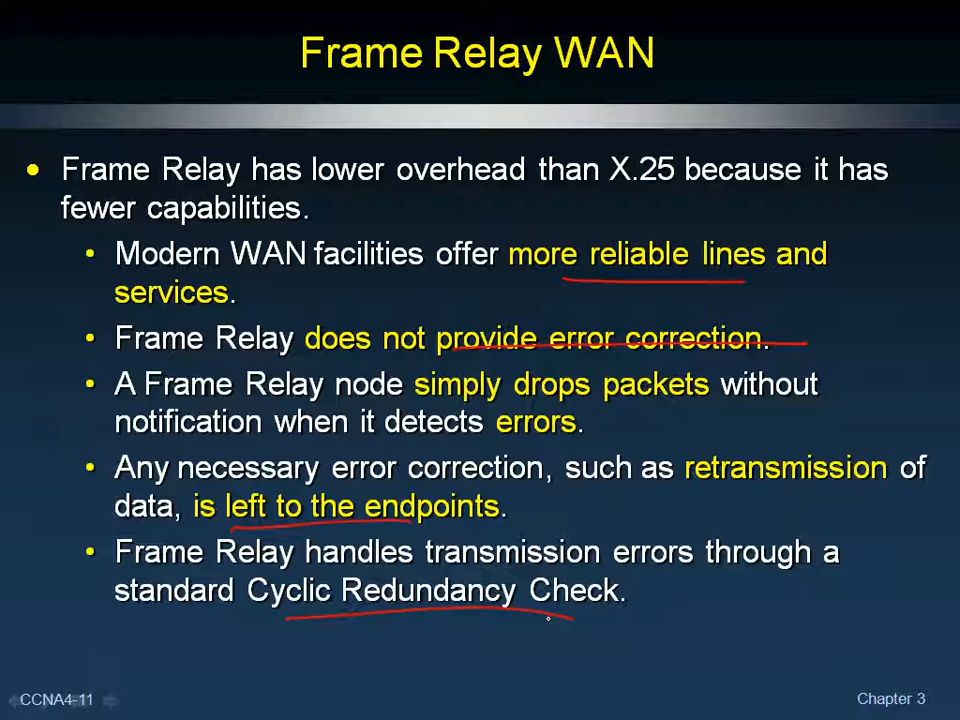 Frame Relay WAN
• Frame Relay has lower overhead than X.25 because it has
fewer capabilities.
• Modern WAN facilities offer more reliable lines and
services.
• Frame Relay does not provide error correction.
• A Frame Relay node simply drops packets without
notification when it detects errors.
• Any necessary error correction, such as retransmission of
data, is left to the endpoints.
• Frame Relay handles transmission errors through a
standard Cyclic Redundancy Check.
CCNA4-11
Chapter 3